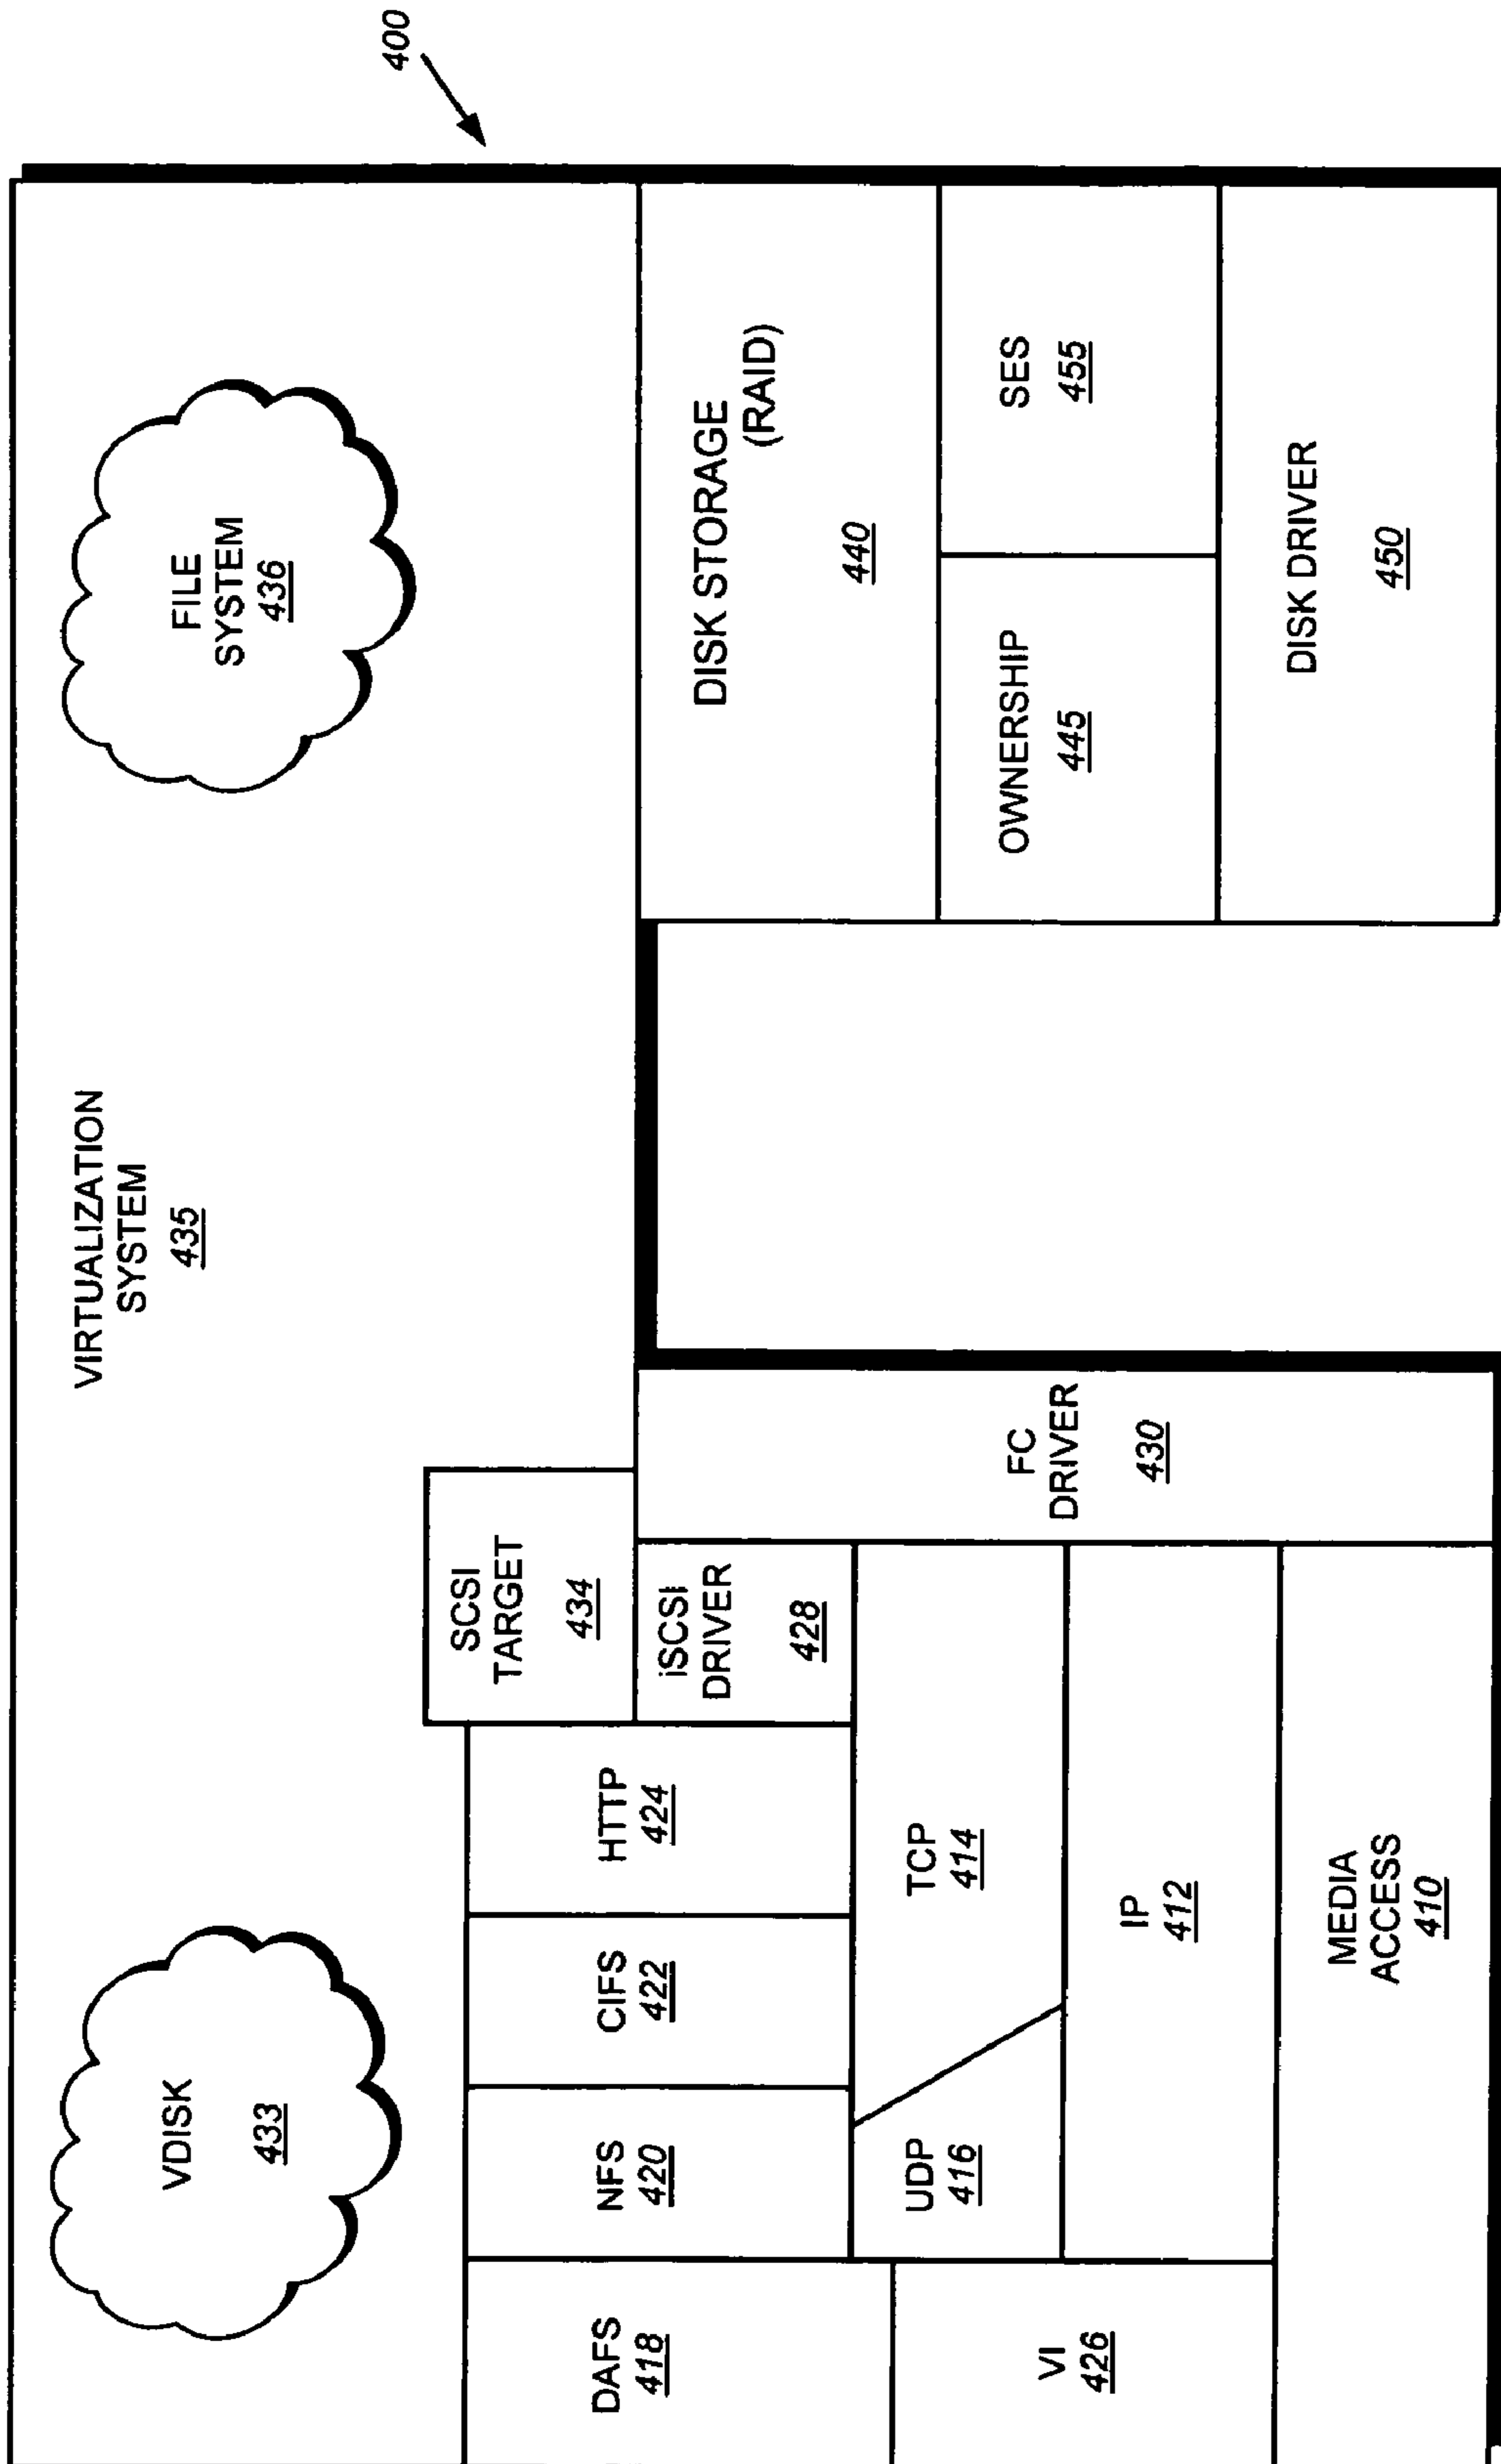 400
VIRTUALIZATION
SYSTEM
435
VDISK
433
FILE
SYSTEM
436
DAFS
418
NFS
420
CIFS
422
HTTP
424
SCSI
TARGET
434
iSCSI
DRIVER
428
VI
426
UDP
416
TCP
414
IP
412
MEDIA
ACCESS
410
FC
DRIVER
430
DISK STORAGE
(RAID)
440
OWNERSHIP
445
SES
455
DISK DRIVER
450